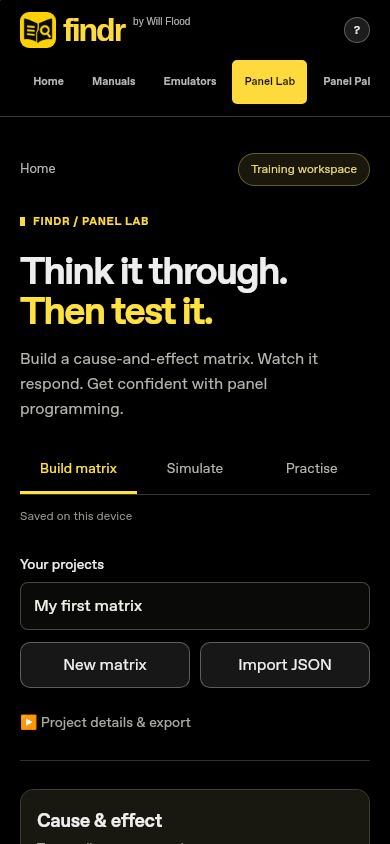 findr by Will Flood
?
Home Manuals Emulators Panel Lab Panel Pal
Home
Training workspace
FINDR / PANEL LAB
Think it through.
Then test it.
Build a cause-and-effect matrix. Watch it
respond. Get confident with panel
programming.
Build matrix Simulate Practise
Saved on this device
Your projects
My first matrix
New matrix Import JSON
Project details & export
Cause & effect